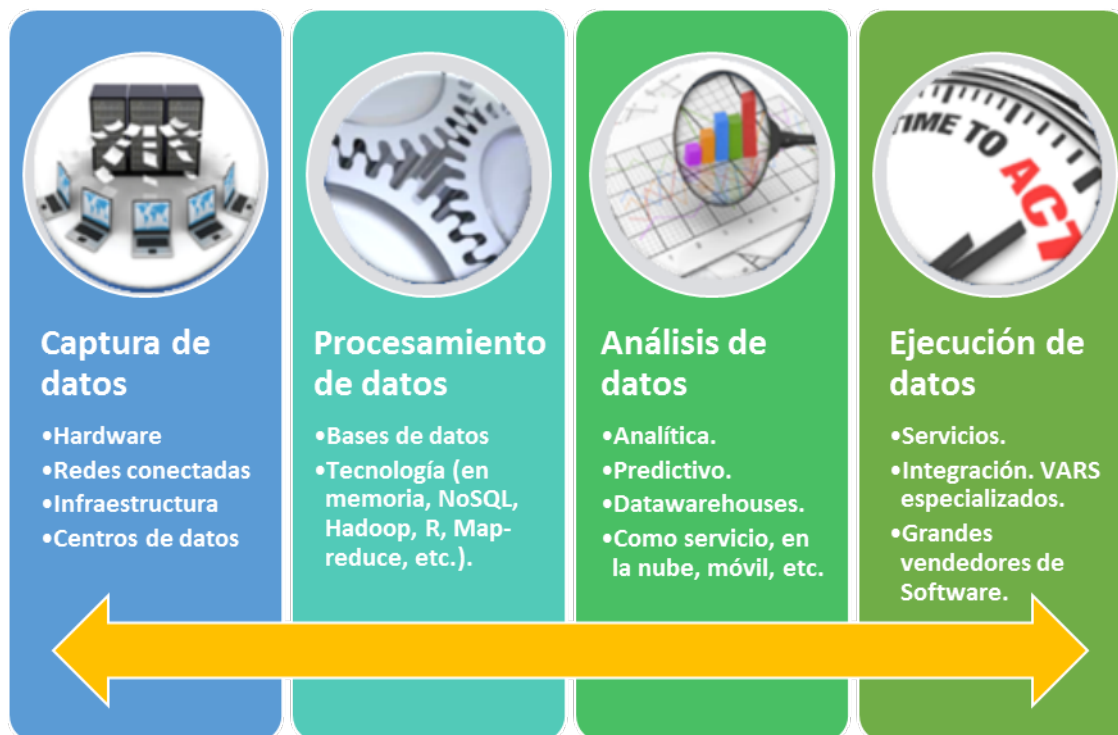 TIME TO
ACT
Captura de
datos
•Hardware
•Redes conectadas
•Infraestructura
•Centros de datos
Procesamiento
de datos
•Bases de datos
•Tecnología (en
memoria, NoSQL,
Hadoop, R, Map-
reduce, etc.).
Análisis de
datos
•Analítica.
•Predictivo.
•Datawarehouses.
•Como servicio, en
la nube, móvil, etc.
Ejecución de
datos
•Servicios.
•Integración. VARS
especializados.
•Grandes
vendedores de
Software.